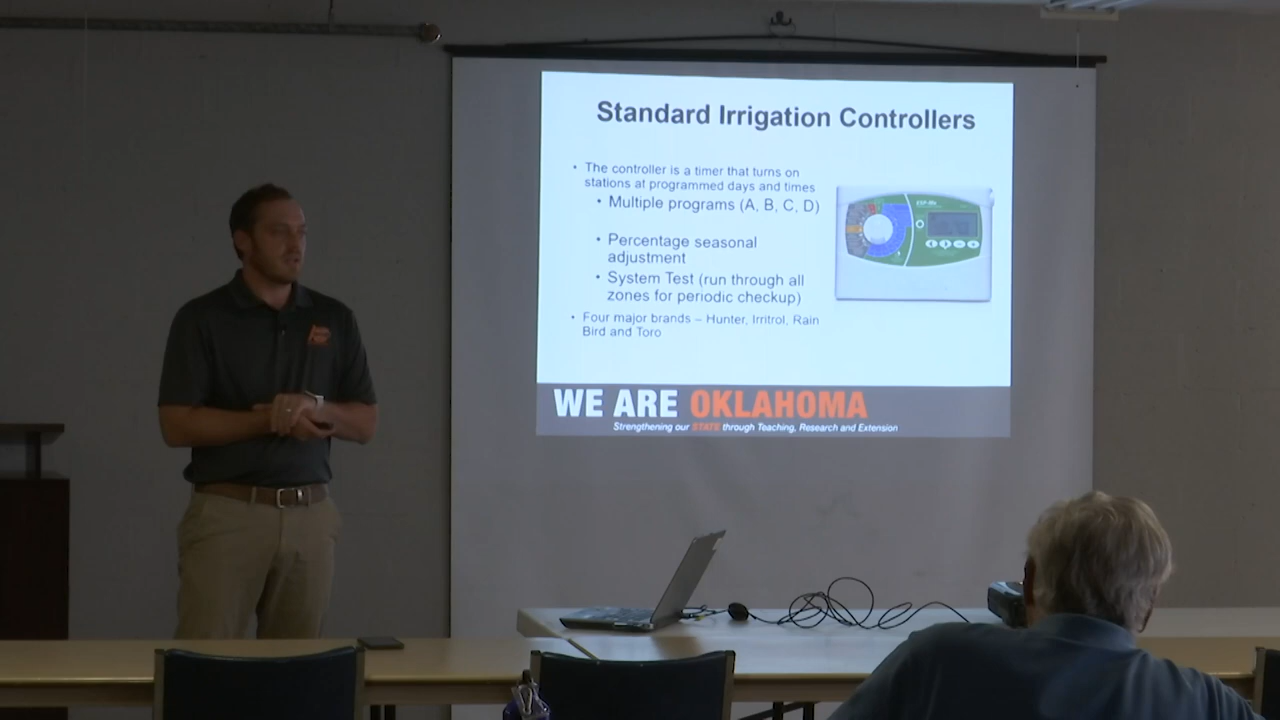 Standard Irrigation Controllers
• The controller is a timer that turns on
stations at programmed days and times
• Multiple programs (A, B, C, D)
• Percentage seasonal
adjustment
• System Test (run through all
zones for periodic checkup)
• Four major brands – Hunter, Irritrol, Rain
Bird and Toro
WE ARE OKLAHOMA
Strengthening our STATE through Teaching, Research and Extension